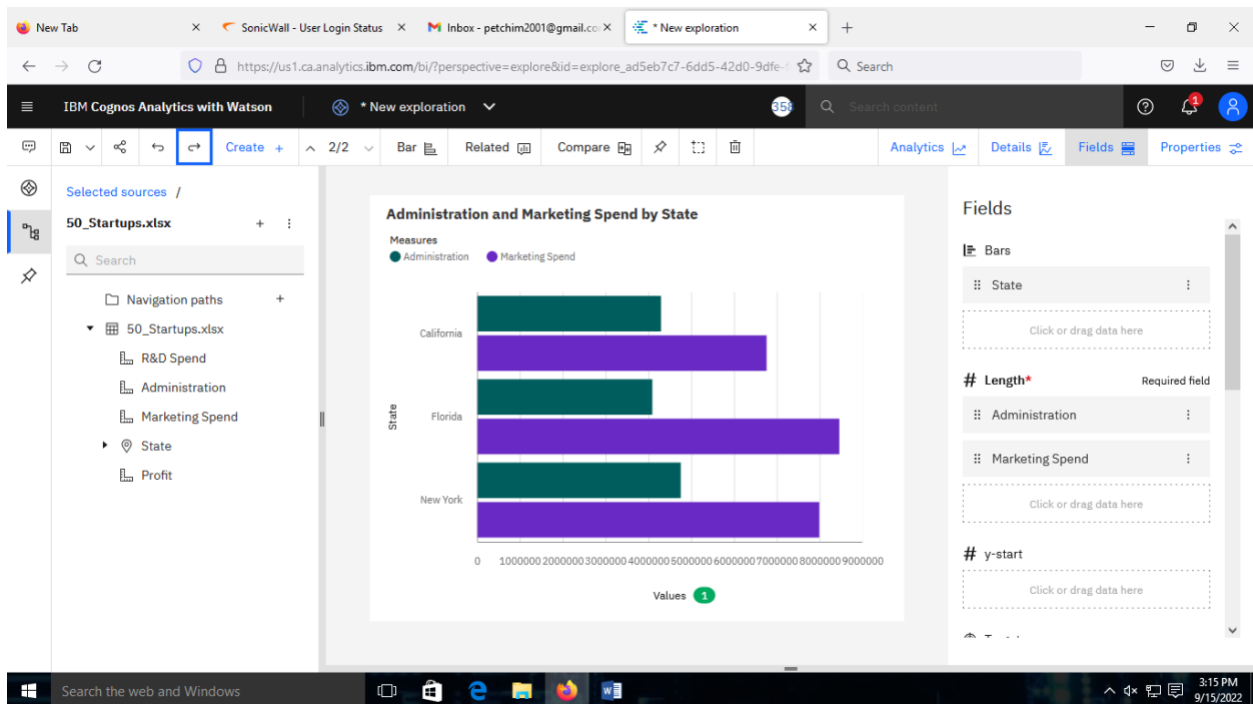 New Tab
SonicWall - User Login Status
Inbox - petchim2001@gmail.co
* New exploration
https://us1.ca.analytics.ibm.com/bi/?perspective=explore&id=explore_ad5eb7c7-6dd5-42d0-9dfe-
Search
IBM Cognos Analytics with Watson
* New exploration
358
Search content
1
Create +
2/2
Bar
Related
Compare
Analytics
Details
Fields
Properties
Selected sources /
50_Startups.xlsx
Search
Navigation paths
50_Startups.xlsx
R&D Spend
Administration
Marketing Spend
State
Profit
Administration and Marketing Spend by State
Measures
Administration
Marketing Spend
California
Florida
New York
State
0 1000000 2000000 3000000 4000000 5000000 6000000 7000000 8000000 9000000
Values 1
Fields
Bars
State
Click or drag data here
# Length* Required field
Administration
Marketing Spend
Click or drag data here
# y-start
Click or drag data here
Search the web and Windows
3:15 PM
9/15/2022